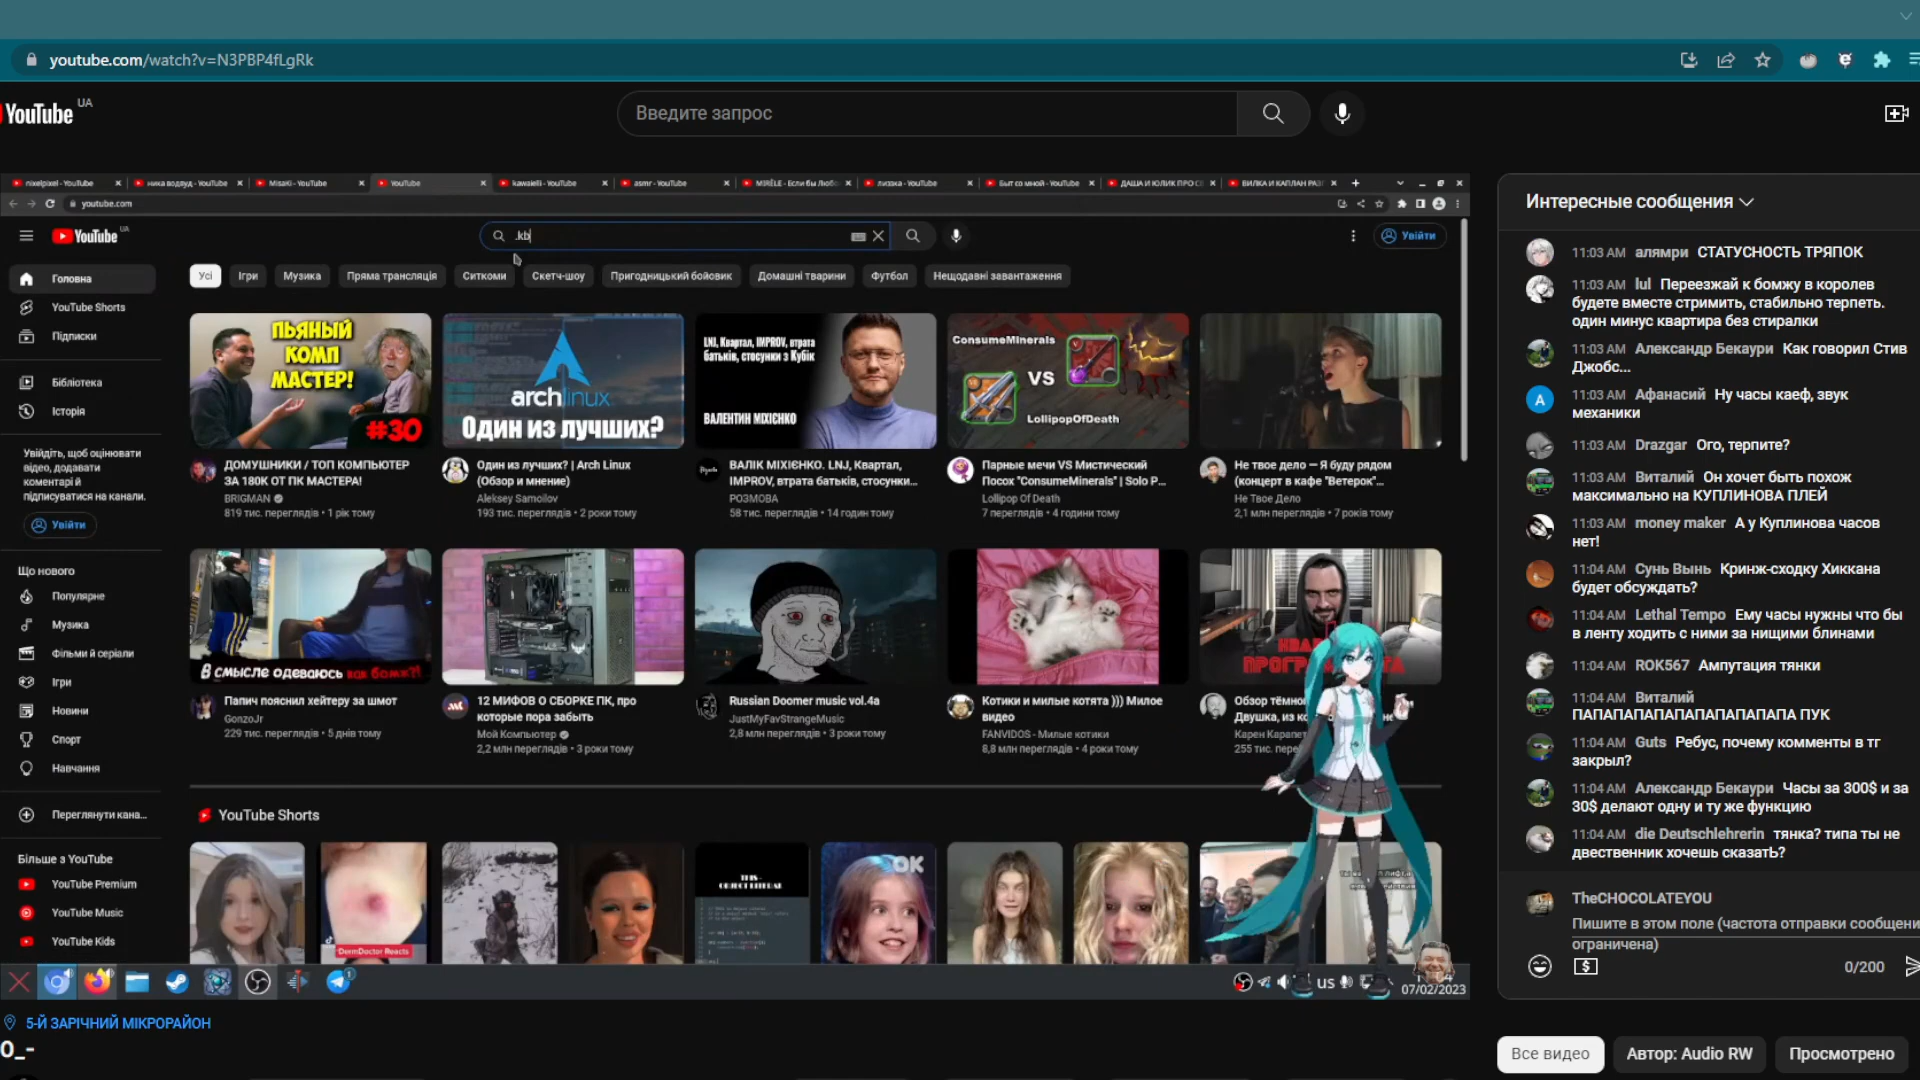 youtube.com/watch?v=N3PBP4fLgRk
YouTube UA
Введите запрос
nixelpixel - YouTube
ника водвуд - YouTube
Misaki - YouTube
YouTube
kawaielli - YouTube
asmr - YouTube
MIRÈLE - Если бы Любо
лизака - YouTube
Быт со мной - YouTube
ДАША И ЮЛИК ПРО С
ВИЛКА И КАПЛАН РАЗ
youtube.com
YouTube UA
.kb
Увійти
Усі
Ігри
Музика
Пряма трансляція
Ситкоми
Скетч-шоу
Пригодницький бойовик
Домашні тварини
Футбол
Нещодавні завантаження
Головна
YouTube Shorts
Підписки
Бібліотека
Історія
Увійдіть, щоб оцінювати
відео, додавати
коментарі й
підписуватися на канали.
Увійти
Що нового
Популярне
Музика
Фільми й серіали
Ігри
Новини
Спорт
Навчання
Переглянути кана...
Більше з YouTube
YouTube Premium
YouTube Music
YouTube Kids
ПЬЯНЫЙ
КОМП
МАСТЕР!
#30
ДОМУШНИКИ / ТОП КОМПЬЮТЕР
ЗА 180К ОТ ПК МАСТЕРА!
BRIGMAN
819 тис. переглядів • 1 рік тому
archlinux
Один из лучших?
Один из лучших? | Arch Linux
(Обзор и мнение)
Aleksey Samoilov
193 тис. переглядів • 2 роки тому
LNJ, Квартал, IMPROV, втрата
батьків, стосунки з Кубік
ВАЛЕНТИН МІХІЄНКО
ВАЛІК МІХІЄНКО. LNJ, Квартал,
IMPROV, втрата батьків, стосунки...
РОЗМОВА
58 тис. переглядів • 14 годин тому
ConsumeMinerals
VS
LollipopOfDeath
Парные мечи VS Мистический
Посох "ConsumeMinerals" | Solo P...
Lollipop Of Death
7 переглядів • 4 години тому
Не твое дело — Я буду рядом
(концерт в кафе "Ветерок"...
Не Твое Дело
2,1 млн переглядів • 7 років тому
В смысле одеваюсь как бомж?!
Папич пояснил хейтеру за шмот
GonzoJr
229 тис. переглядів • 5 днів тому
12 МИФОВ О СБОРКЕ ПК, про
которые пора забыть
Мой Компьютер
2,2 млн переглядів • 3 роки тому
Russian Doomer music vol.4a
JustMyFavStrangeMusic
2,8 млн переглядів • 3 роки тому
Котики и милые котята ))) Милое
видео
FANVIDOS - Милые котики
8,8 млн переглядів • 4 роки тому
Обзор тёмной
Двушка, из
Карен Карапет
255 тис. пере
YouTube Shorts
DermDoctor Reacts
OK
US
07/02/2023
Интересные сообщения
11:03 AM алямри СТАТУСНОСТЬ ТРЯПОК
11:03 AM lul Переезжай к бомжу в королев
будете вместе стримить, стабильно терпеть.
один минус квартира без стиралки
11:03 AM Александр Бекаури Как говорил Стив
Джобс...
11:03 AM Афанасий Ну часы каеф, звук
механики
11:03 AM Drazgar Ого, терпите?
11:03 AM Виталий Он хочет быть похож
максимально на КУПЛИНОВА ПЛЕЙ
11:03 AM money maker А у Куплинова часов
нет!
11:04 AM Сунь Вынь Кринж-сходку Хиккана
будет обсуждать?
11:04 AM Lethal Tempo Ему часы нужны что бы
в ленту ходить с ними за нищими блинами
11:04 AM ROK567 Ампутация тянки
11:04 AM Виталий
ПАПАПАПАПАПАПАПАПАПА ПУК
11:04 AM Guts Ребус, почему комменты в тг
закрыл?
11:04 AM Александр Бекаури Часы за 300$ и за
30$ делают одну и ту же функцию
11:04 AM die Deutschlehrerin тянка? типа ты не
двественник хочешь сказать?
TheCHOCOLATEYOU
Пишите в этом поле (частота отправки сообщени
ограничена)
0/200
5-Й ЗАРІЧНИЙ МІКРОРАЙОН
0_-
Все видео
Автор: Audio RW
Просмотрено